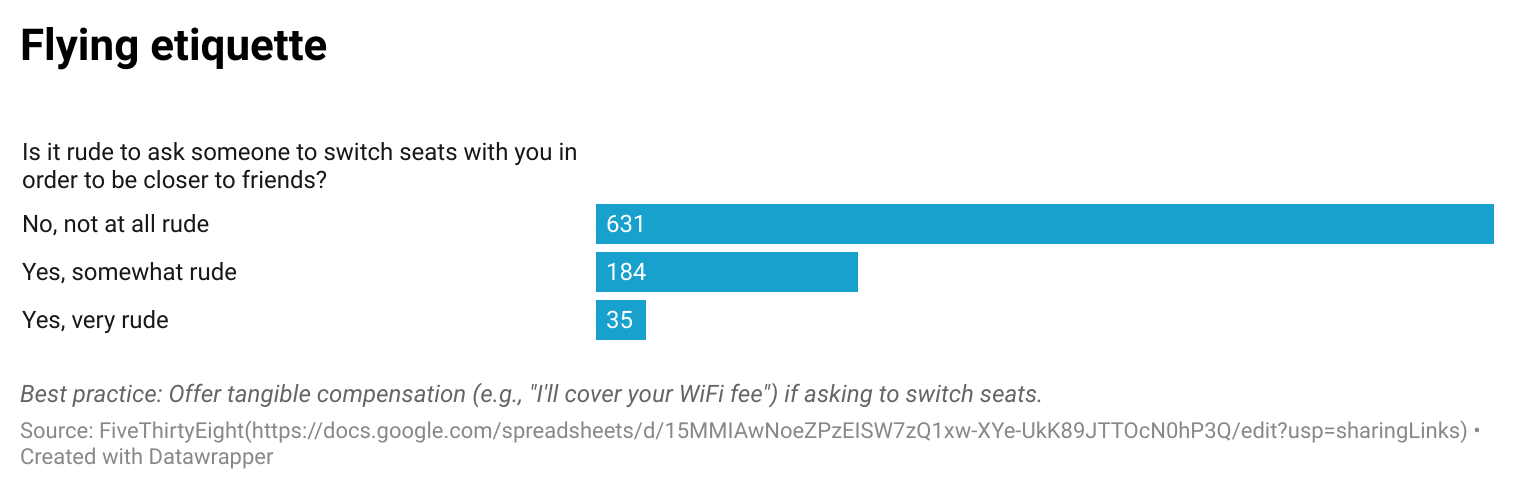 Flying etiquette
Is it rude to ask someone to switch seats with you in
order to be closer to friends?
No, not at all rude
631
Yes, somewhat rude
184
Yes, very rude
35
Best practice: Offer tangible compensation (e.g., "I'll cover your WiFi fee") if asking to switch seats.
Source: FiveThirtyEight(https://docs.google.com/spreadsheets/d/15MMIAwNoeZPzEISW7zQ1xw-XYe-UkK89JTTOcN0hP3Q/edit?usp=sharingLinks) •
Created with Datawrapper